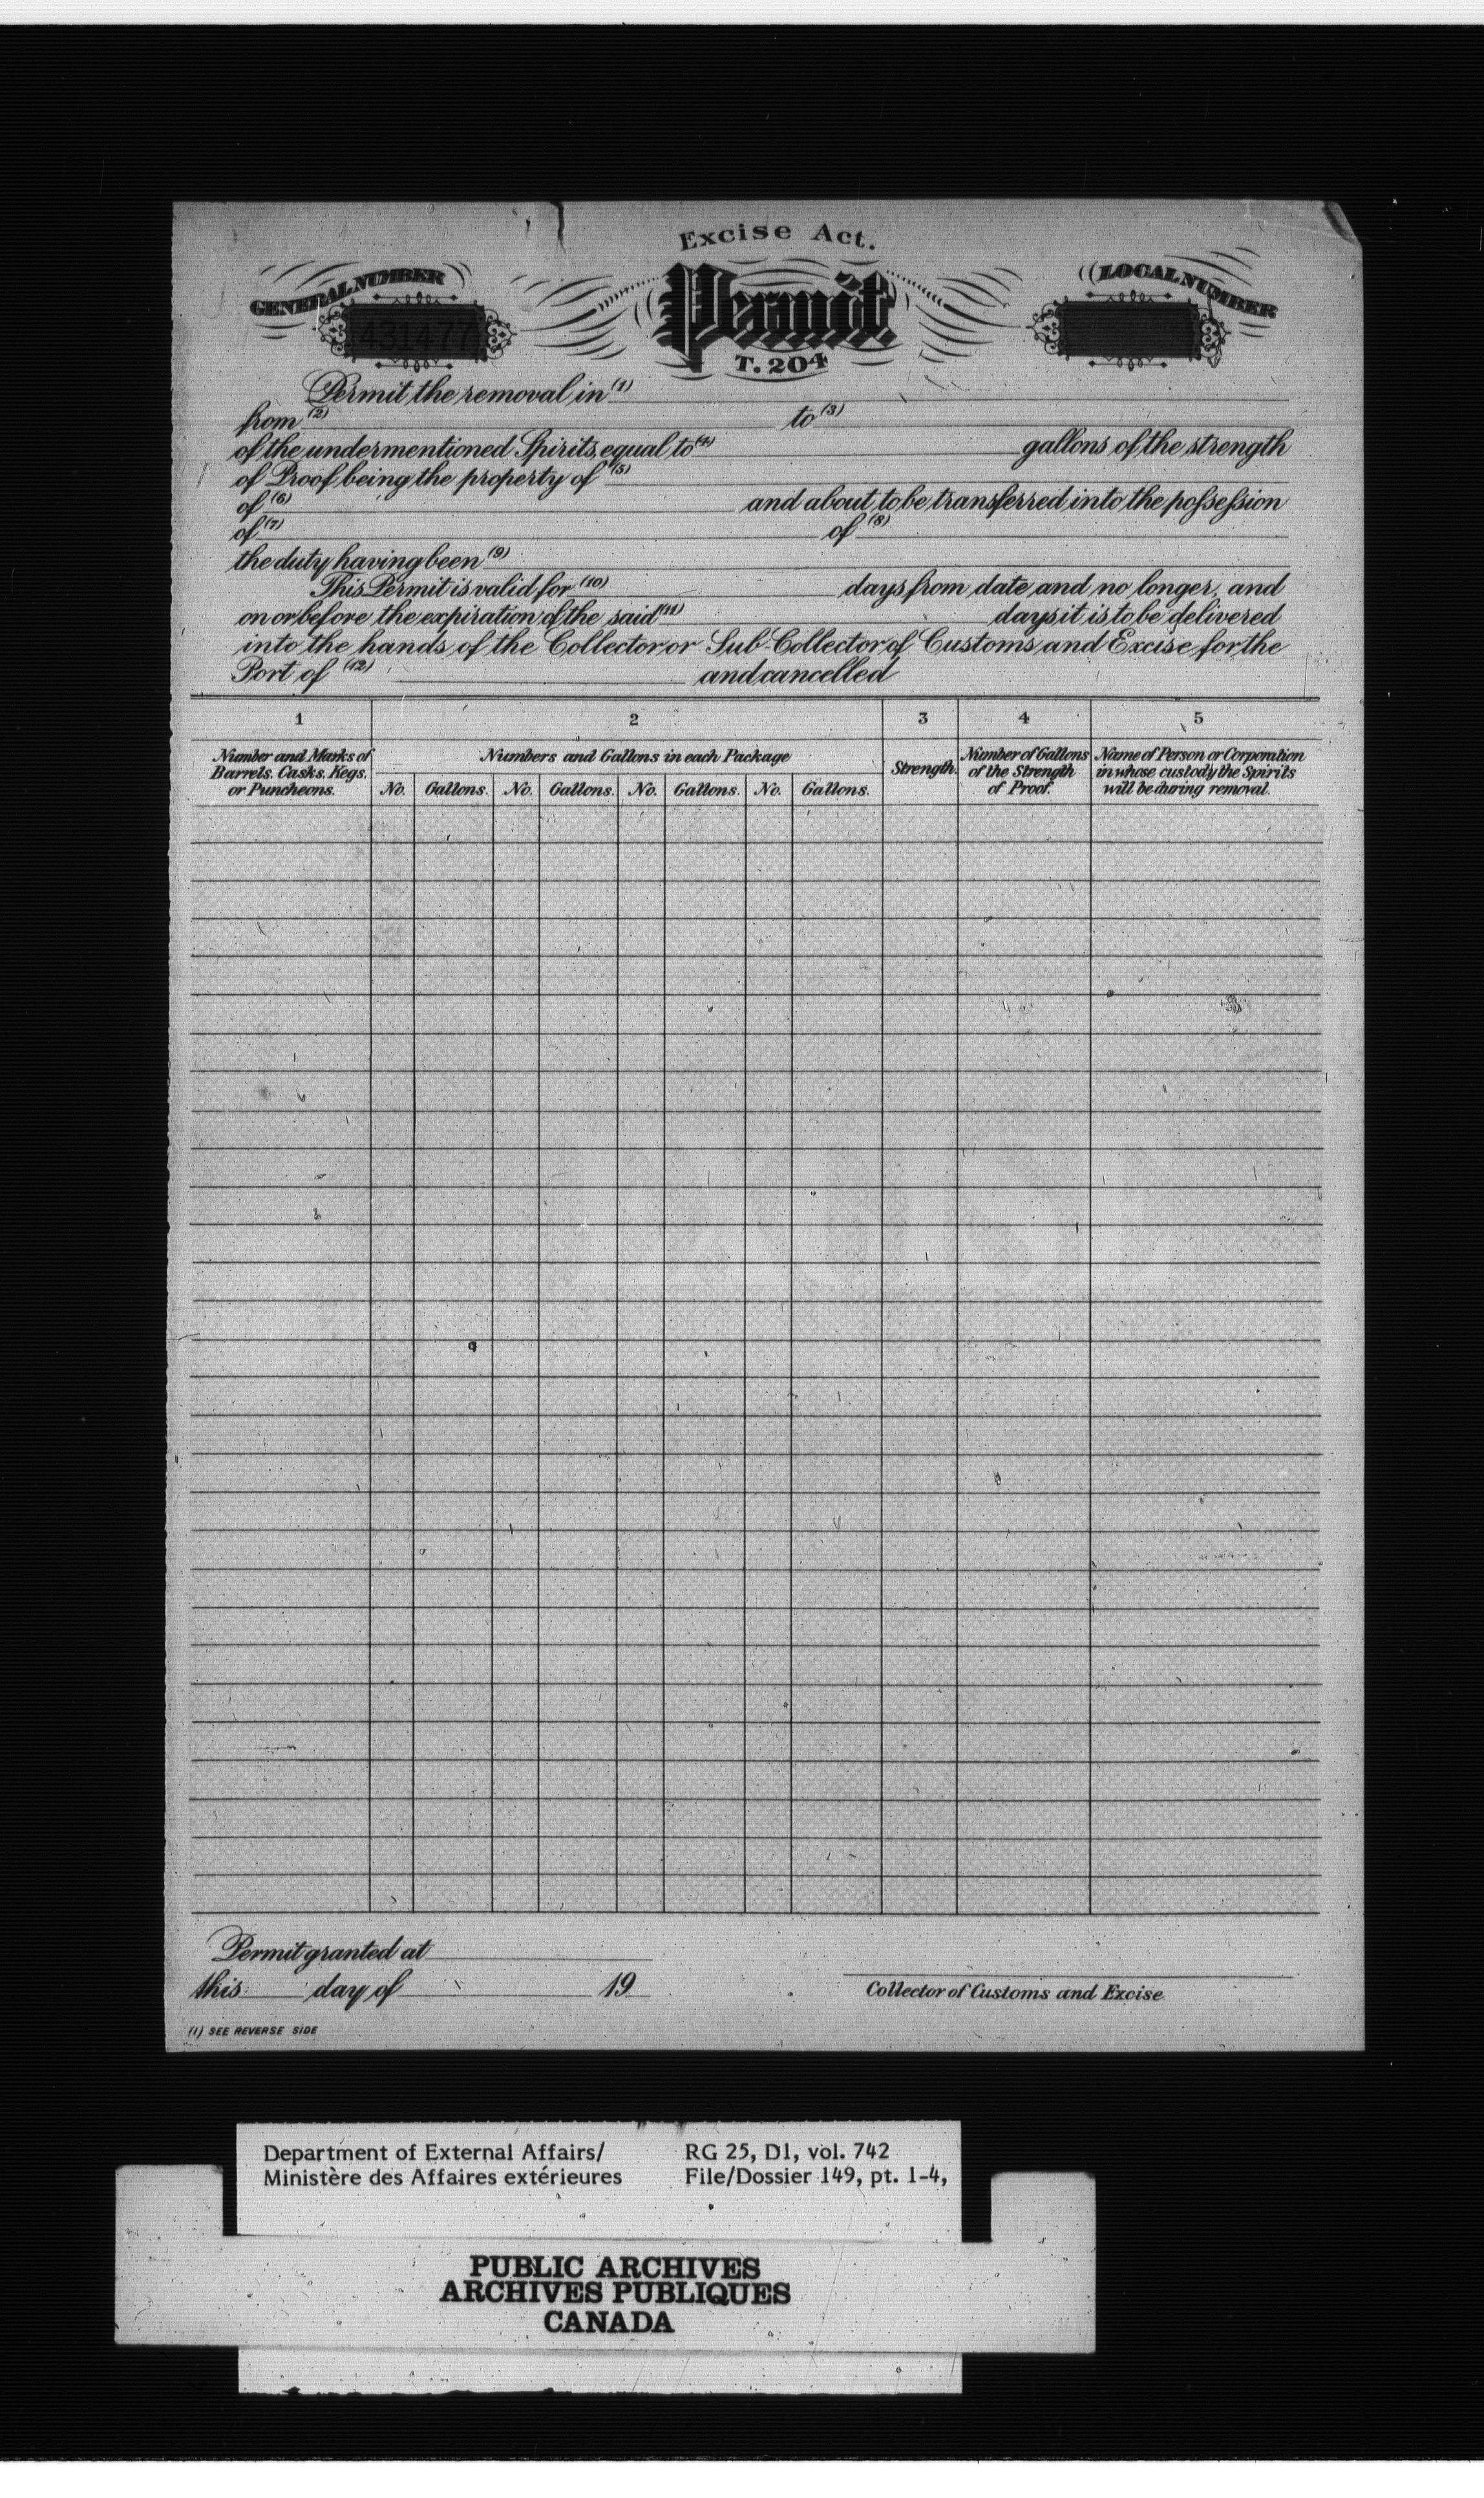 Excise Act.
GENERAL NUMBER
431477
Permit
T. 204
LOCAL NUMBER
Permit the removal in (1)
from (2) to (3)
of the undermentioned Spirits, equal to (4) gallons of the strength
of Proof being the property of (5)
of (6) and about to be transferred into the possession
of (7) of (8)
the duty having been (9)
This Permit is valid for (10) days from date and no longer, and
on or before the expiration of the said (11) days it is to be delivered
into the hands of the Collector or Sub-Collector of Customs and Excise for the
Port of (12) and cancelled
1 2 3 4 5
Number and Marks of
Barrels, Casks, Kegs,
or Puncheons.
Numbers and Gallons in each Package
No. Gallons. No. Gallons. No. Gallons. No. Gallons.
Strength.
Number of Gallons
of the Strength
of Proof.
Name of Person or Corporation
in whose custody the Spirits
will be during removal.
Permit granted at
this day of 19
Collector of Customs and Excise
(1) SEE REVERSE SIDE
Department of External Affairs/
Ministère des Affaires extérieures
RG 25, D1, vol. 742
File/Dossier 149, pt. 1-4,
PUBLIC ARCHIVES
ARCHIVES PUBLIQUES
CANADA